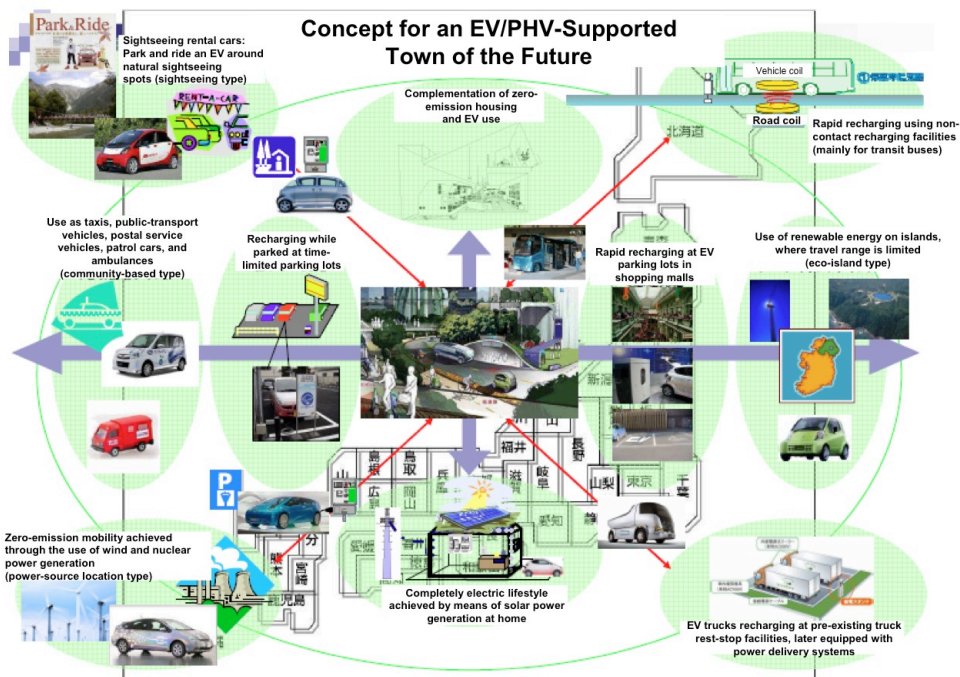 Concept for an EV/PHV-Supported
Town of the Future
Park & Ride
Sightseeing rental cars:
Park and ride an EV around
natural sightseeing
spots (sightseeing type)
RENT-A-CAR
Complementation of zero-
emission housing
and EV use
Vehicle coil
Road coil
Rapid recharging using non-
contact recharging facilities
(mainly for transit buses)
北海道
Use as taxis, public-transport
vehicles, postal service
vehicles, patrol cars, and
ambulances
(community-based type)
Recharging while
parked at time-
limited parking lots
Rapid recharging at EV
parking lots in
shopping malls
Use of renewable energy on islands,
where travel range is limited
(eco-island type)
新潟
福井
山
長野
島根
鳥取
兵
滋賀
岐阜
山梨
東京
千葉
広
岡山
愛知
静
P
Zero-emission mobility achieved
through the use of wind and nuclear
power generation
(power-source location type)
分
熊本
宮崎
鹿児島
Completely electric lifestyle
achieved by means of solar power
generation at home
EV trucks recharging at pre-existing truck
rest-stop facilities, later equipped with
power delivery systems